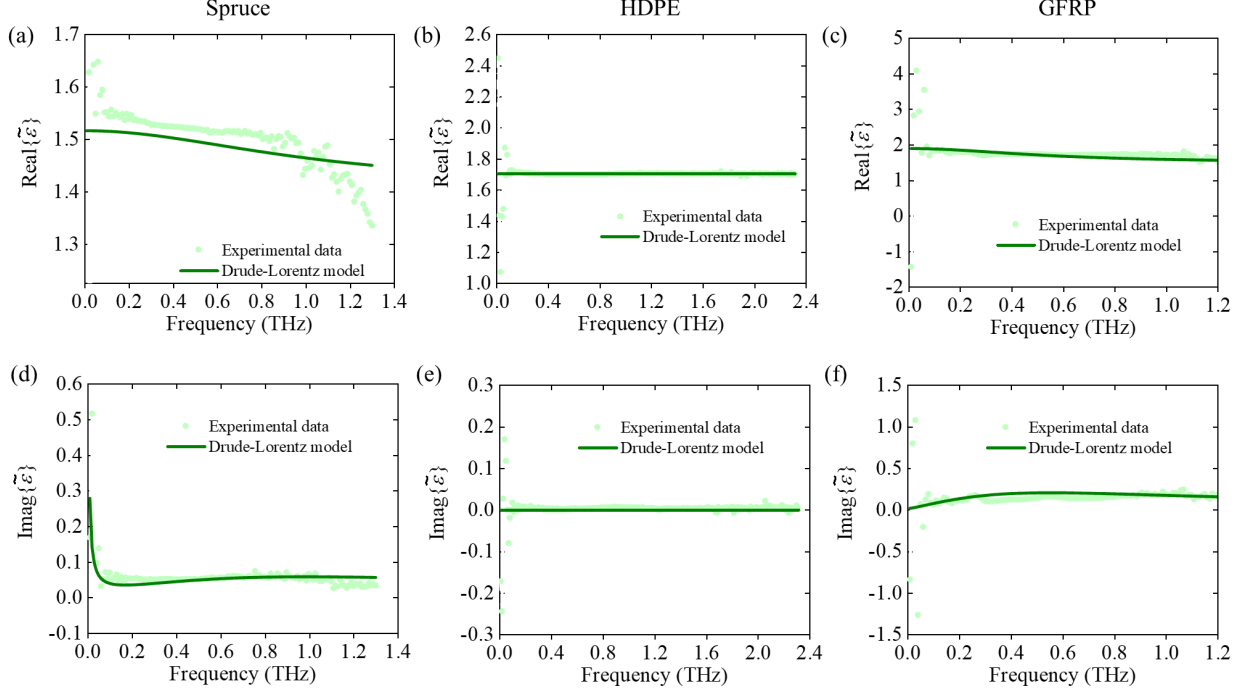 Spruce
HDPE
GFRP
(a)
1.7
1.6
1.5
1.4
1.3
Real{ε̃}
Experimental data
Drude-Lorentz model
0.0 0.2 0.4 0.6 0.8 1.0 1.2 1.4
Frequency (THz)
(b)
2.6
2.4
2.2
2.0
1.8
1.6
1.4
1.2
1.0
Real{ε̃}
Experimental data
Drude-Lorentz model
0.0 0.4 0.8 1.2 1.6 2.0 2.4
Frequency (THz)
(c)
5
4
3
2
1
0
-1
-2
Real{ε̃}
Experimental data
Drude-Lorentz model
0.0 0.2 0.4 0.6 0.8 1.0 1.2
Frequency (THz)
(d)
0.6
0.5
0.4
0.3
0.2
0.1
0.0
-0.1
Imag{ε̃}
Experimental data
Drude-Lorentz model
0.0 0.2 0.4 0.6 0.8 1.0 1.2 1.4
Frequency (THz)
(e)
0.3
0.2
0.1
0.0
-0.1
-0.2
-0.3
Imag{ε̃}
Experimental data
Drude-Lorentz model
0.0 0.4 0.8 1.2 1.6 2.0 2.4
Frequency (THz)
(f)
1.5
1.0
0.5
0.0
-0.5
-1.0
-1.5
Imag{ε̃}
Experimental data
Drude-Lorentz model
0.0 0.2 0.4 0.6 0.8 1.0 1.2
Frequency (THz)